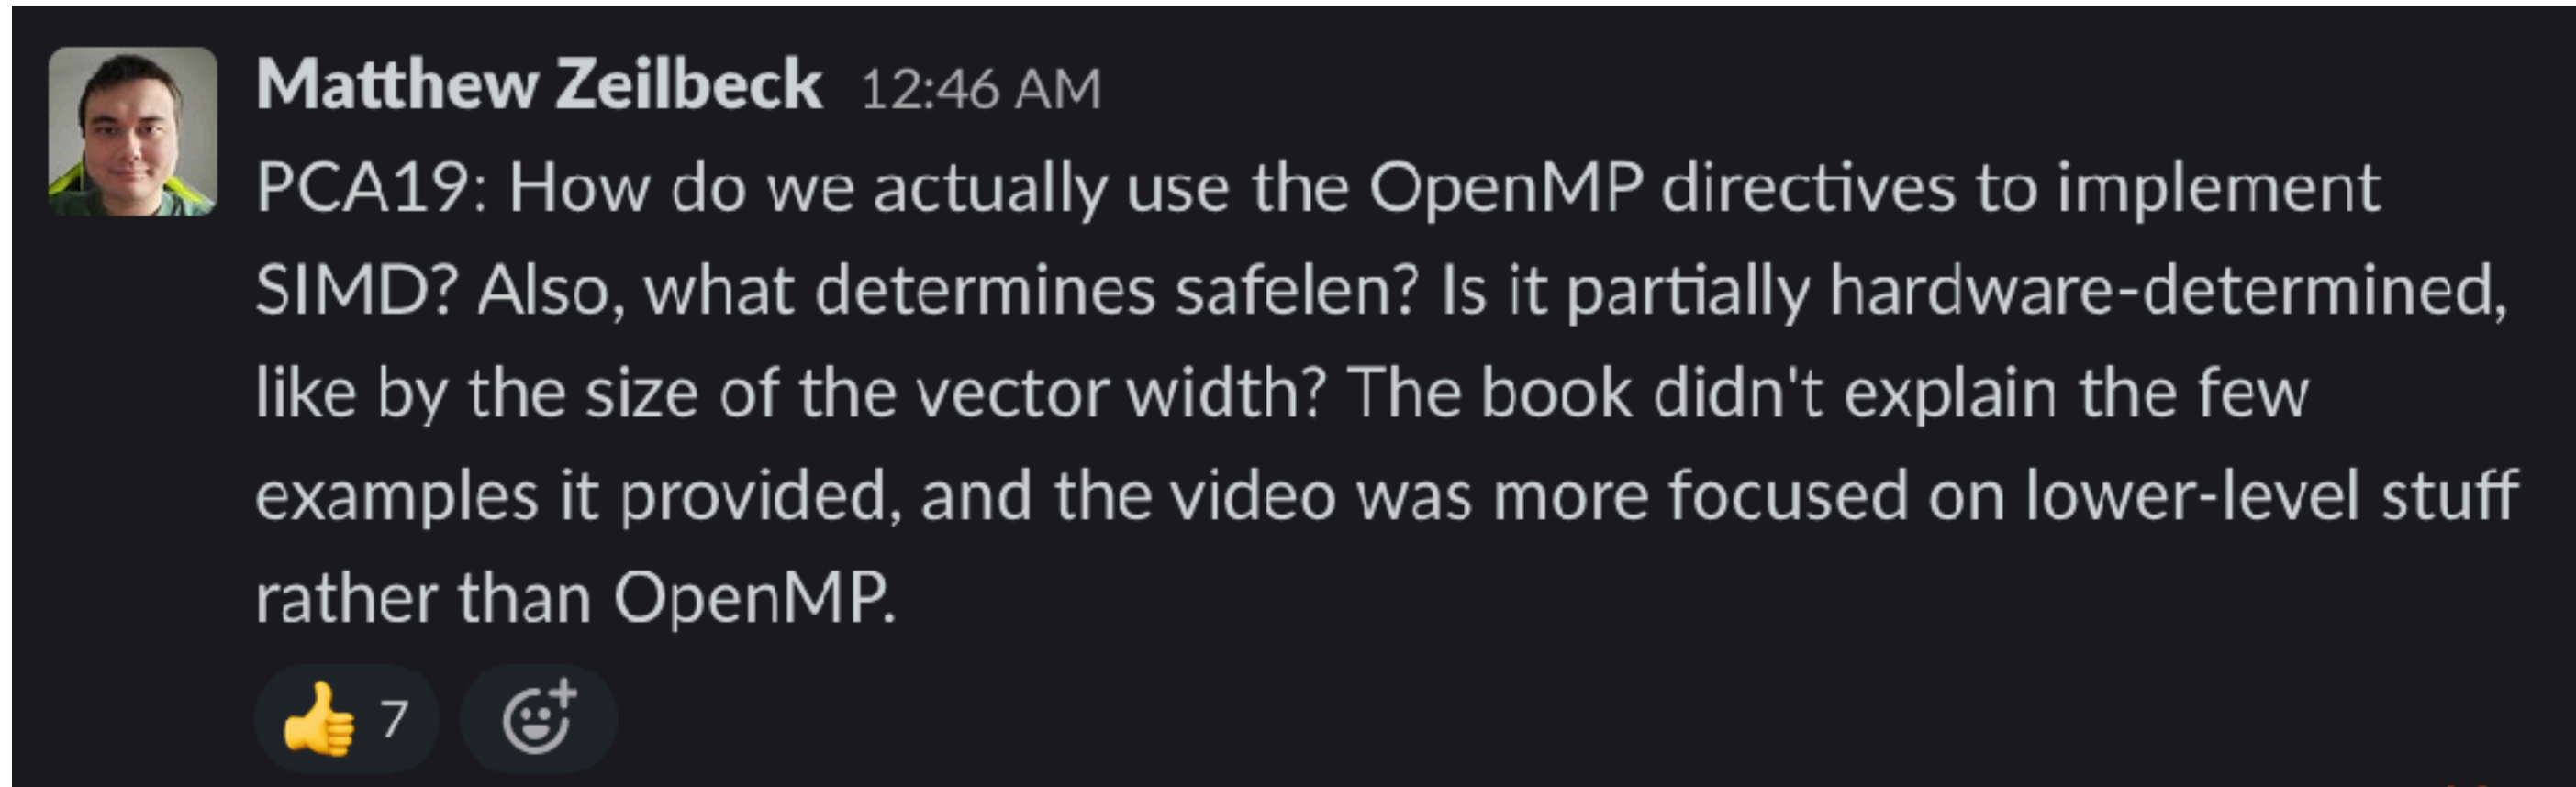 Matthew Zeilbeck 12:46 AM
PCA19: How do we actually use the OpenMP directives to implement
SIMD? Also, what determines safelen? Is it partially hardware-determined,
like by the size of the vector width? The book didn't explain the few
examples it provided, and the video was more focused on lower-level stuff
rather than OpenMP.
👍 7